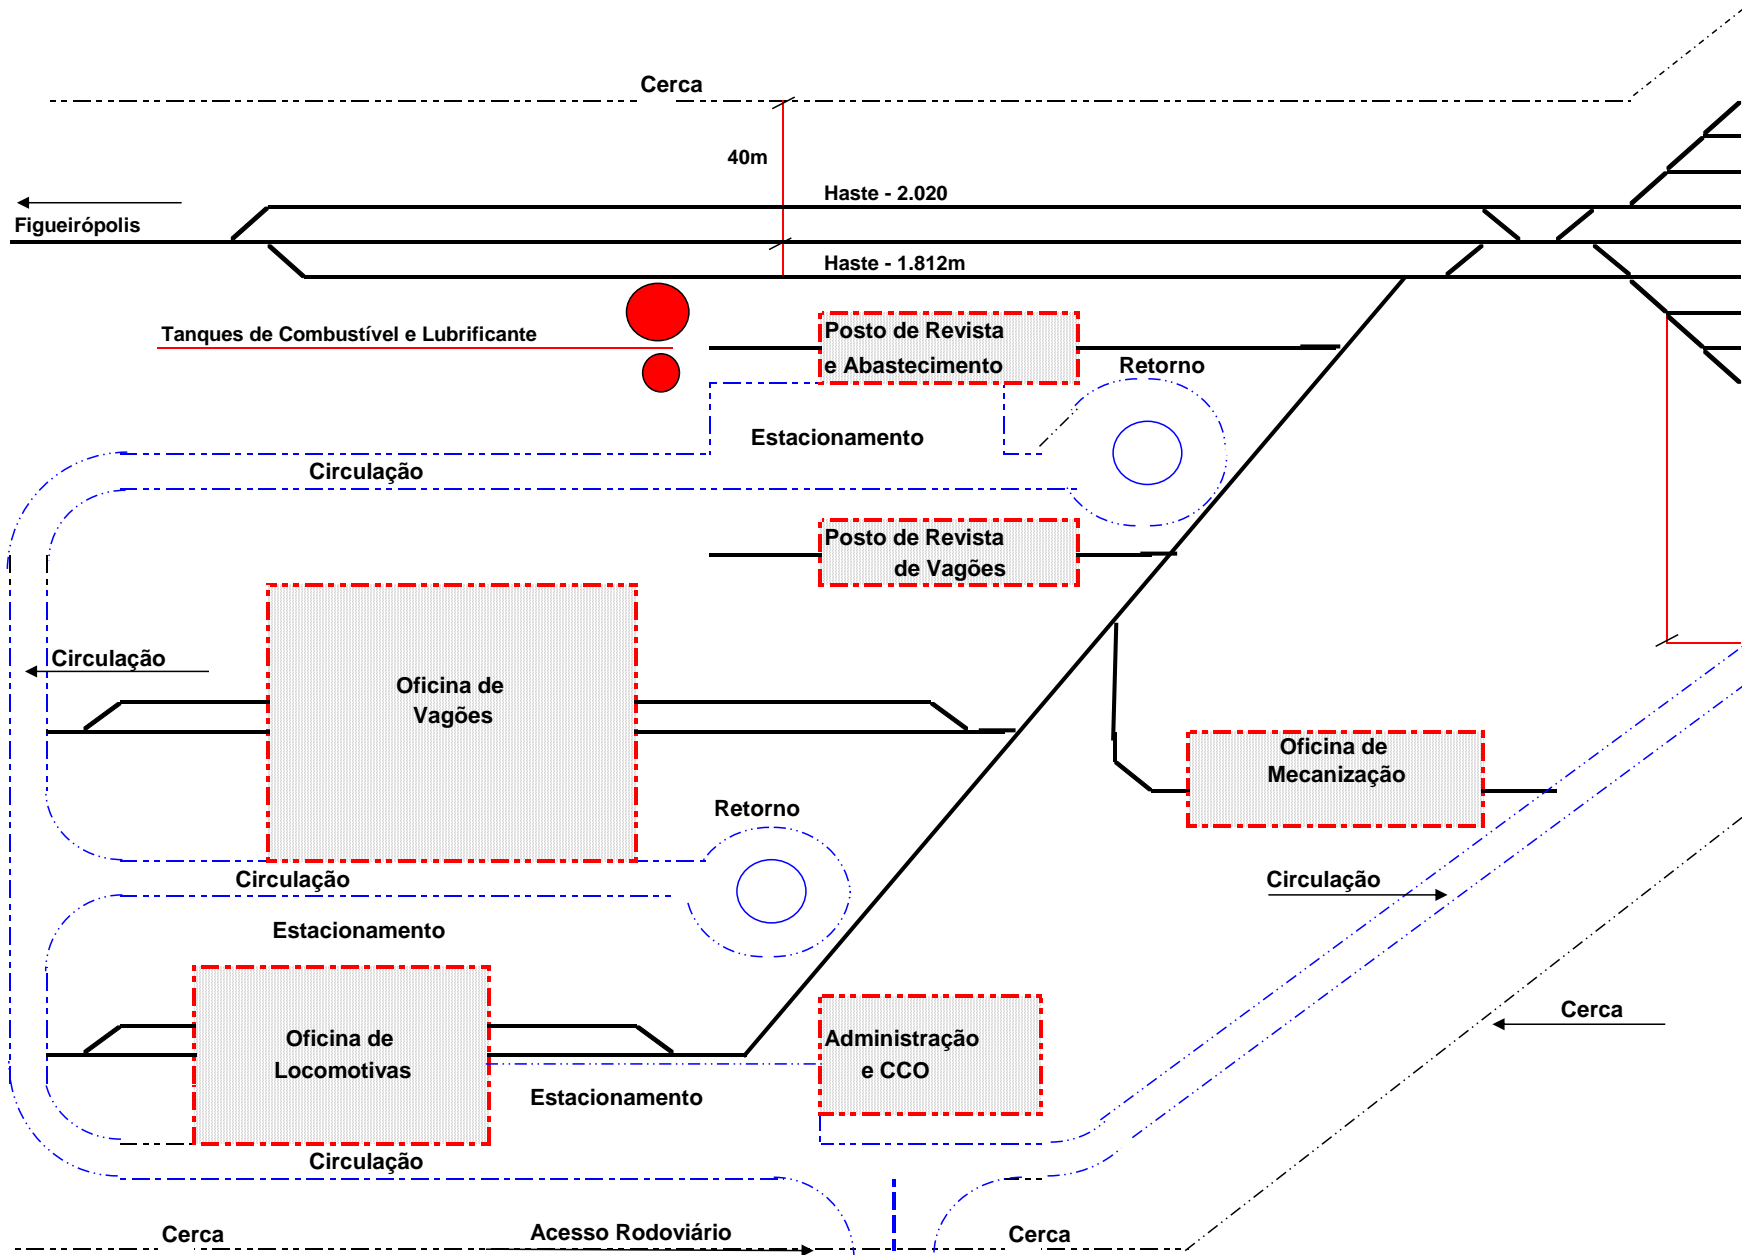 Cerca
40m
Haste - 2.020
Figueirópolis
Haste - 1.812m
Tanques de Combustível e Lubrificante
Posto de Revista
e Abastecimento
Retorno
Estacionamento
Circulação
Posto de Revista
de Vagões
Circulação
Oficina de
Vagões
Oficina de
Mecanização
Retorno
Circulação
Circulação
Estacionamento
Cerca
Oficina de
Locomotivas
Administração
e CCO
Estacionamento
Circulação
Cerca
Acesso Rodoviário
Cerca